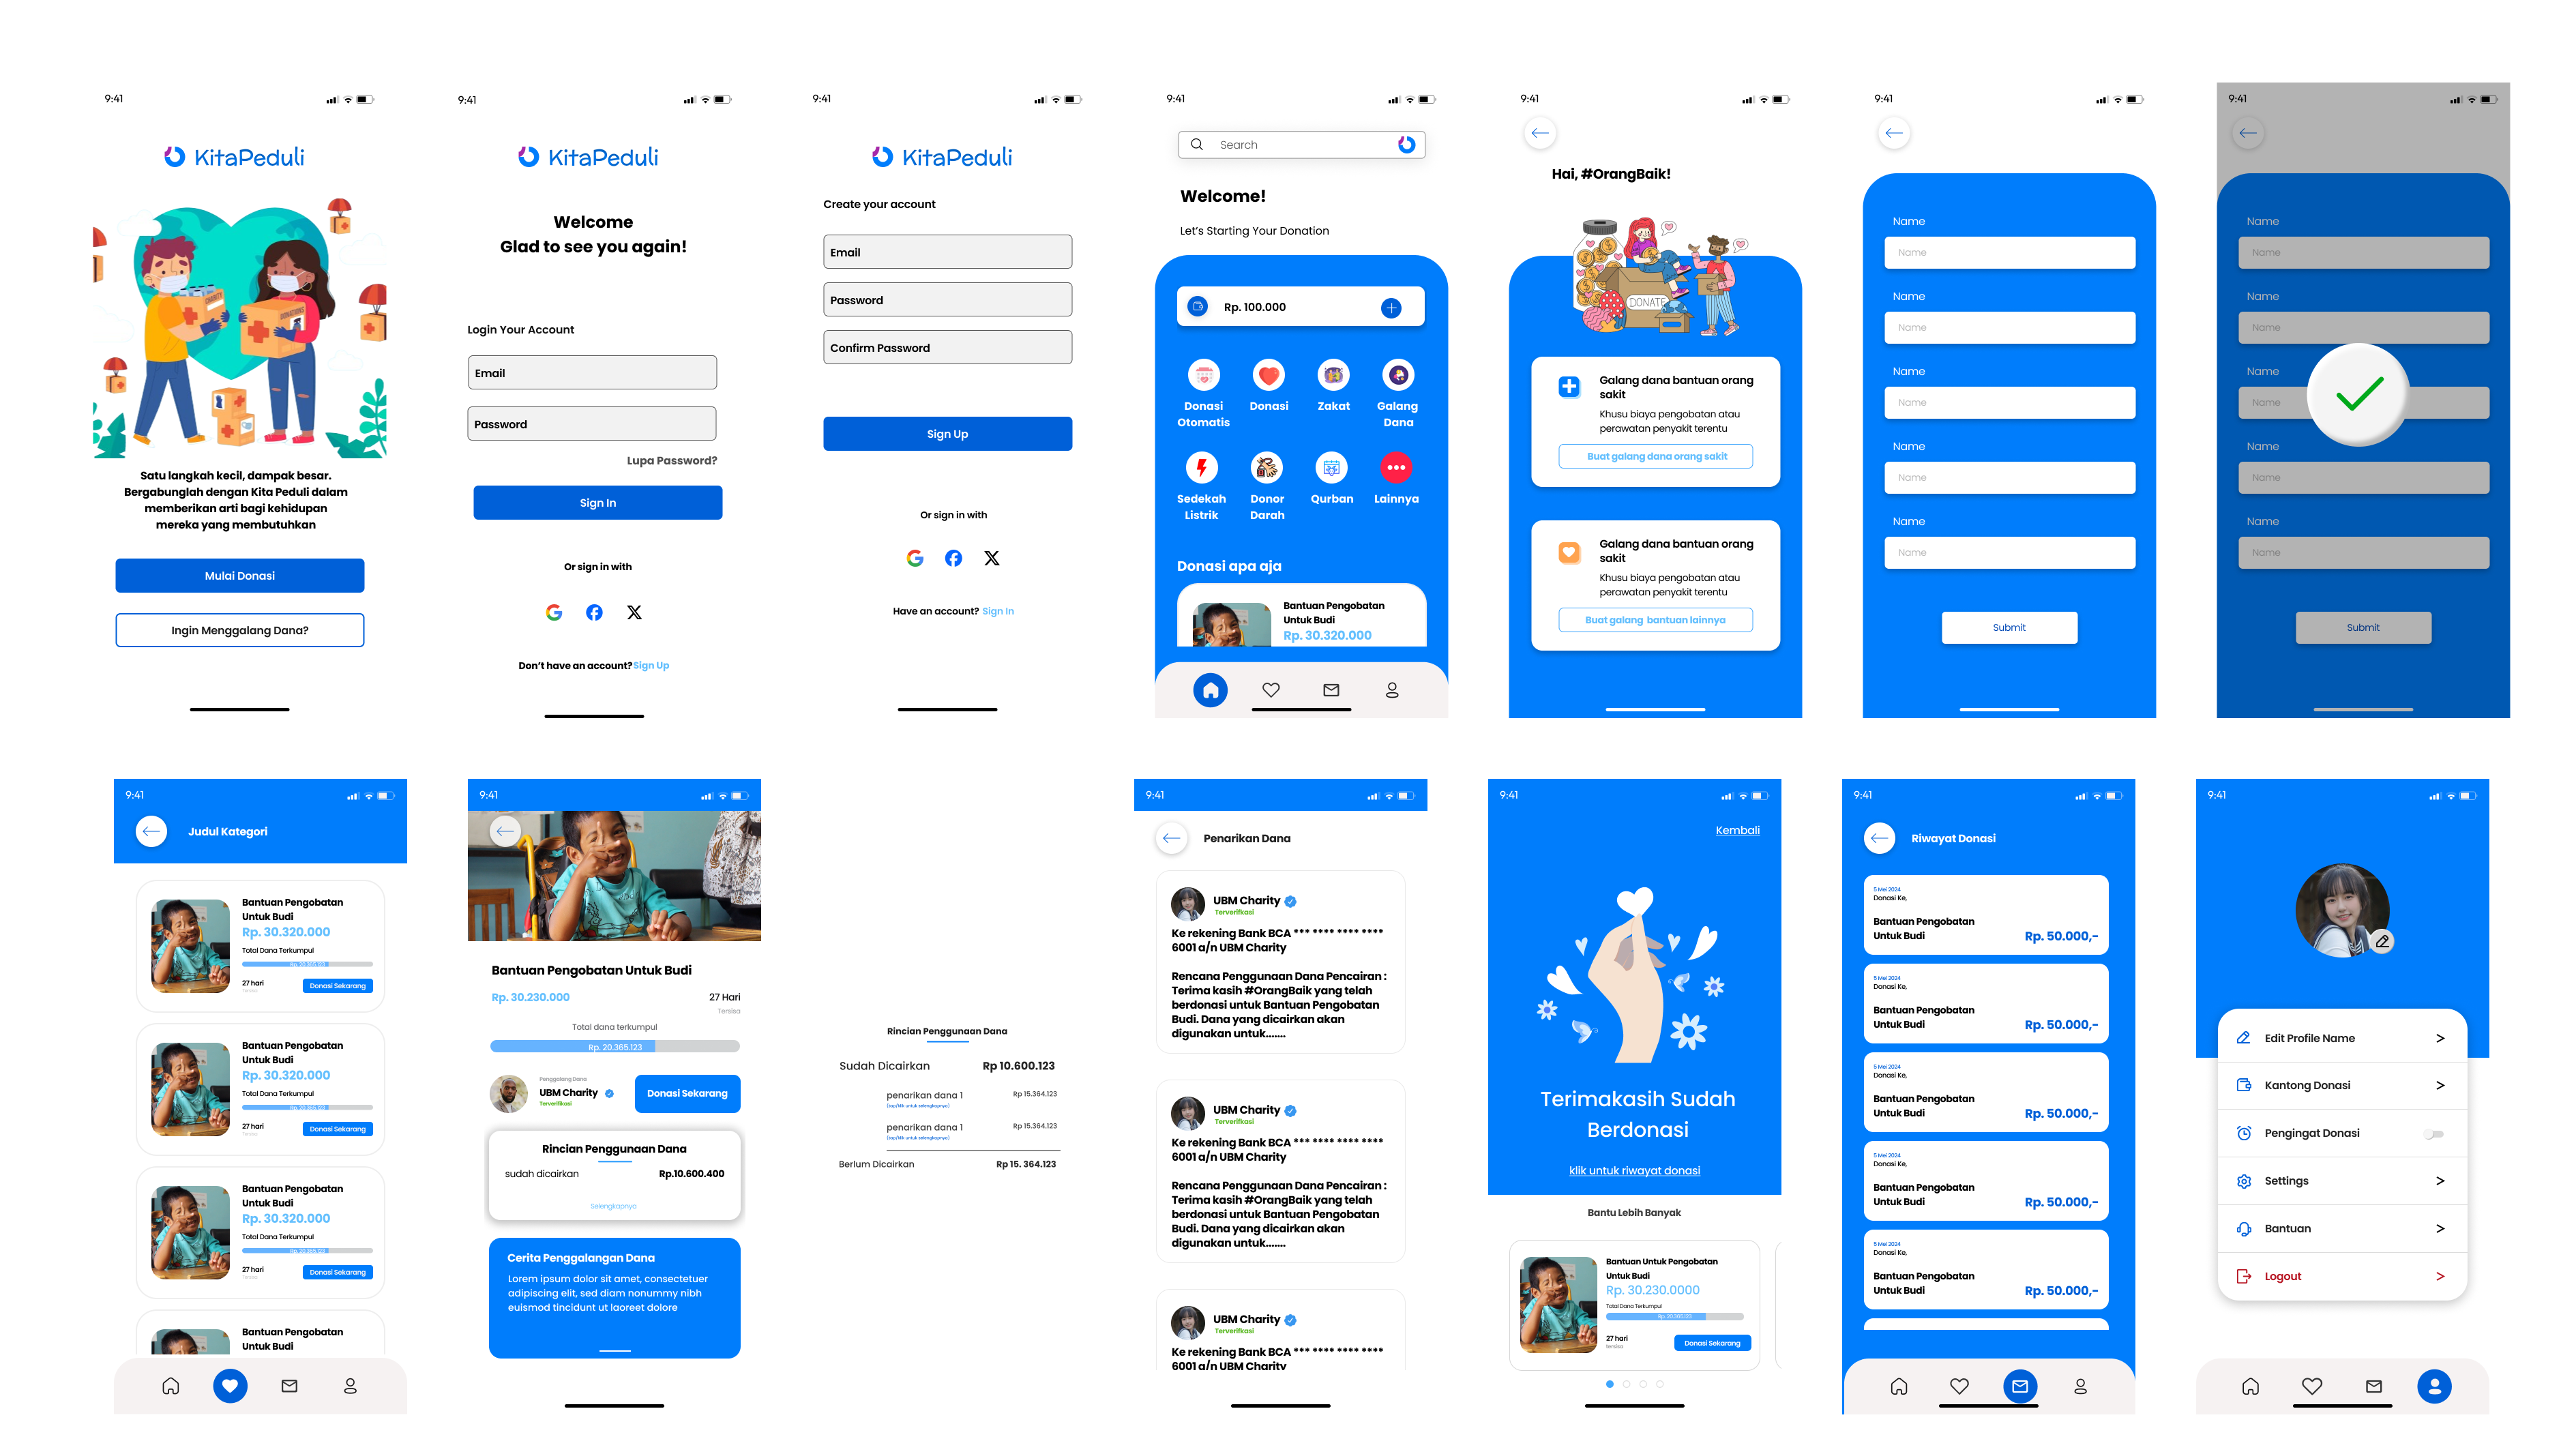 9:41
KitaPeduli
Satu langkah kecil, dampak besar.
Bergabunglah dengan Kita Peduli dalam
memberikan arti bagi kehidupan
mereka yang membutuhkan
Mulai Donasi
Ingin Menggalang Dana?
9:41
KitaPeduli
Welcome
Glad to see you again!
Login Your Account
Email
Password
Lupa Password?
Sign In
Or sign in with
Don't have an account? Sign Up
9:41
KitaPeduli
Create your account
Email
Password
Confirm Password
Sign Up
Or sign in with
Have an account? Sign In
9:41
Search
Welcome!
Let's Starting Your Donation
Rp. 100.000
Donasi
Otomatis
Donasi
Zakat
Galang
Dana
Sedekah
Listrik
Donor
Darah
Qurban
Lainnya
Donasi apa aja
Bantuan Pengobatan
Untuk Budi
Rp. 30.320.000
9:41
Hai, #OrangBaik!
DONATE
Galang dana bantuan orang
sakit
Khusu biaya pengobatan atau
perawatan penyakit terentu
Buat galang dana orang sakit
Galang dana bantuan orang
sakit
Khusu biaya pengobatan atau
perawatan penyakit terentu
Buat galang bantuan lainnya
9:41
Name
Name
Name
Name
Name
Name
Name
Name
Name
Name
Submit
9:41
Name
Name
Name
Name
Name
Name
Name
Name
Name
Submit
9:41
Judul Kategori
Bantuan Pengobatan
Untuk Budi
Rp. 30.320.000
Total Dana Terkumpul
27 hari
Donasi Sekarang
Bantuan Pengobatan
Untuk Budi
Rp. 30.320.000
Total Dana Terkumpul
27 hari
Donasi Sekarang
Bantuan Pengobatan
Untuk Budi
Rp. 30.320.000
Total Dana Terkumpul
27 hari
Donasi Sekarang
Bantuan Pengobatan
Untuk Budi
9:41
Bantuan Pengobatan Untuk Budi
Rp. 30.230.000
27 Hari
Tersisa
Total dana terkumpul
Rp. 20.365.123
Penggalang Dana
UBM Charity
Terverifikasi
Donasi Sekarang
Rincian Penggunaan Dana
sudah dicairkan Rp.10.600.400
Selengkapnya
Cerita Penggalangan Dana
Lorem ipsum dolor sit amet, consectetuer
adipiscing elit, sed diam nonummy nibh
euismod tincidunt ut laoreet dolore
Rincian Penggunaan Dana
Sudah Dicairkan Rp 10.600.123
penarikan dana 1 Rp 15.364.123
penarikan dana 1 Rp 15.364.123
Berlum Dicairkan Rp 15. 364.123
9:41
Penarikan Dana
UBM Charity
Terverifkasi
Ke rekening Bank BCA *** **** **** ****
6001 a/n UBM Charity
Rencana Penggunaan Dana Pencairan :
Terima kasih #OrangBaik yang telah
berdonasi untuk Bantuan Pengobatan
Budi. Dana yang dicairkan akan
digunakan untuk.......
UBM Charity
Terverifkasi
Ke rekening Bank BCA *** **** **** ****
6001 a/n UBM Charity
Rencana Penggunaan Dana Pencairan :
Terima kasih #OrangBaik yang telah
berdonasi untuk Bantuan Pengobatan
Budi. Dana yang dicairkan akan
digunakan untuk.......
UBM Charity
Terverifkasi
Ke rekening Bank BCA *** **** **** ****
6001 a/n UBM Charity
9:41
Kembali
Terimakasih Sudah
Berdonasi
klik untuk riwayat donasi
Bantu Lebih Banyak
Bantuan Untuk Pengobatan
Untuk Budi
Rp. 30.230.0000
Total Dana Terkumpul
27 hari
tersisa
Donasi Sekarang
9:41
Riwayat Donasi
5 Mei 2024
Donasi Ke,
Bantuan Pengobatan
Untuk Budi Rp. 50.000,-
5 Mei 2024
Donasi Ke,
Bantuan Pengobatan
Untuk Budi Rp. 50.000,-
5 Mei 2024
Donasi Ke,
Bantuan Pengobatan
Untuk Budi Rp. 50.000,-
5 Mei 2024
Donasi Ke,
Bantuan Pengobatan
Untuk Budi Rp. 50.000,-
5 Mei 2024
Donasi Ke,
Bantuan Pengobatan
Untuk Budi Rp. 50.000,-
9:41
Edit Profile Name >
Kantong Donasi >
Pengingat Donasi
Settings >
Bantuan >
Logout >